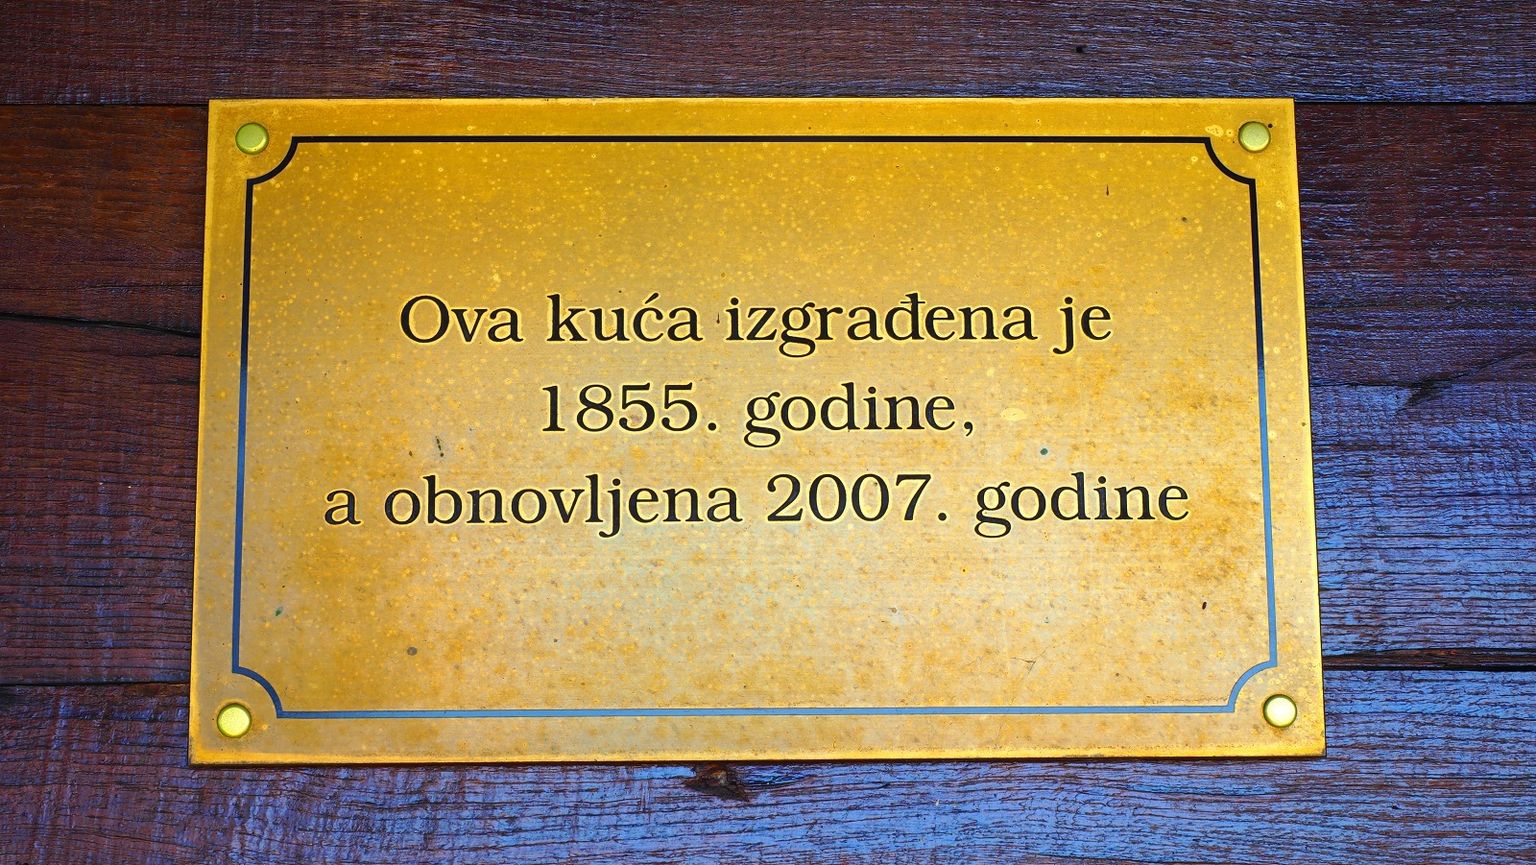 Ova kuća izgrađena je
1855. godine,
a obnovljena 2007. godine